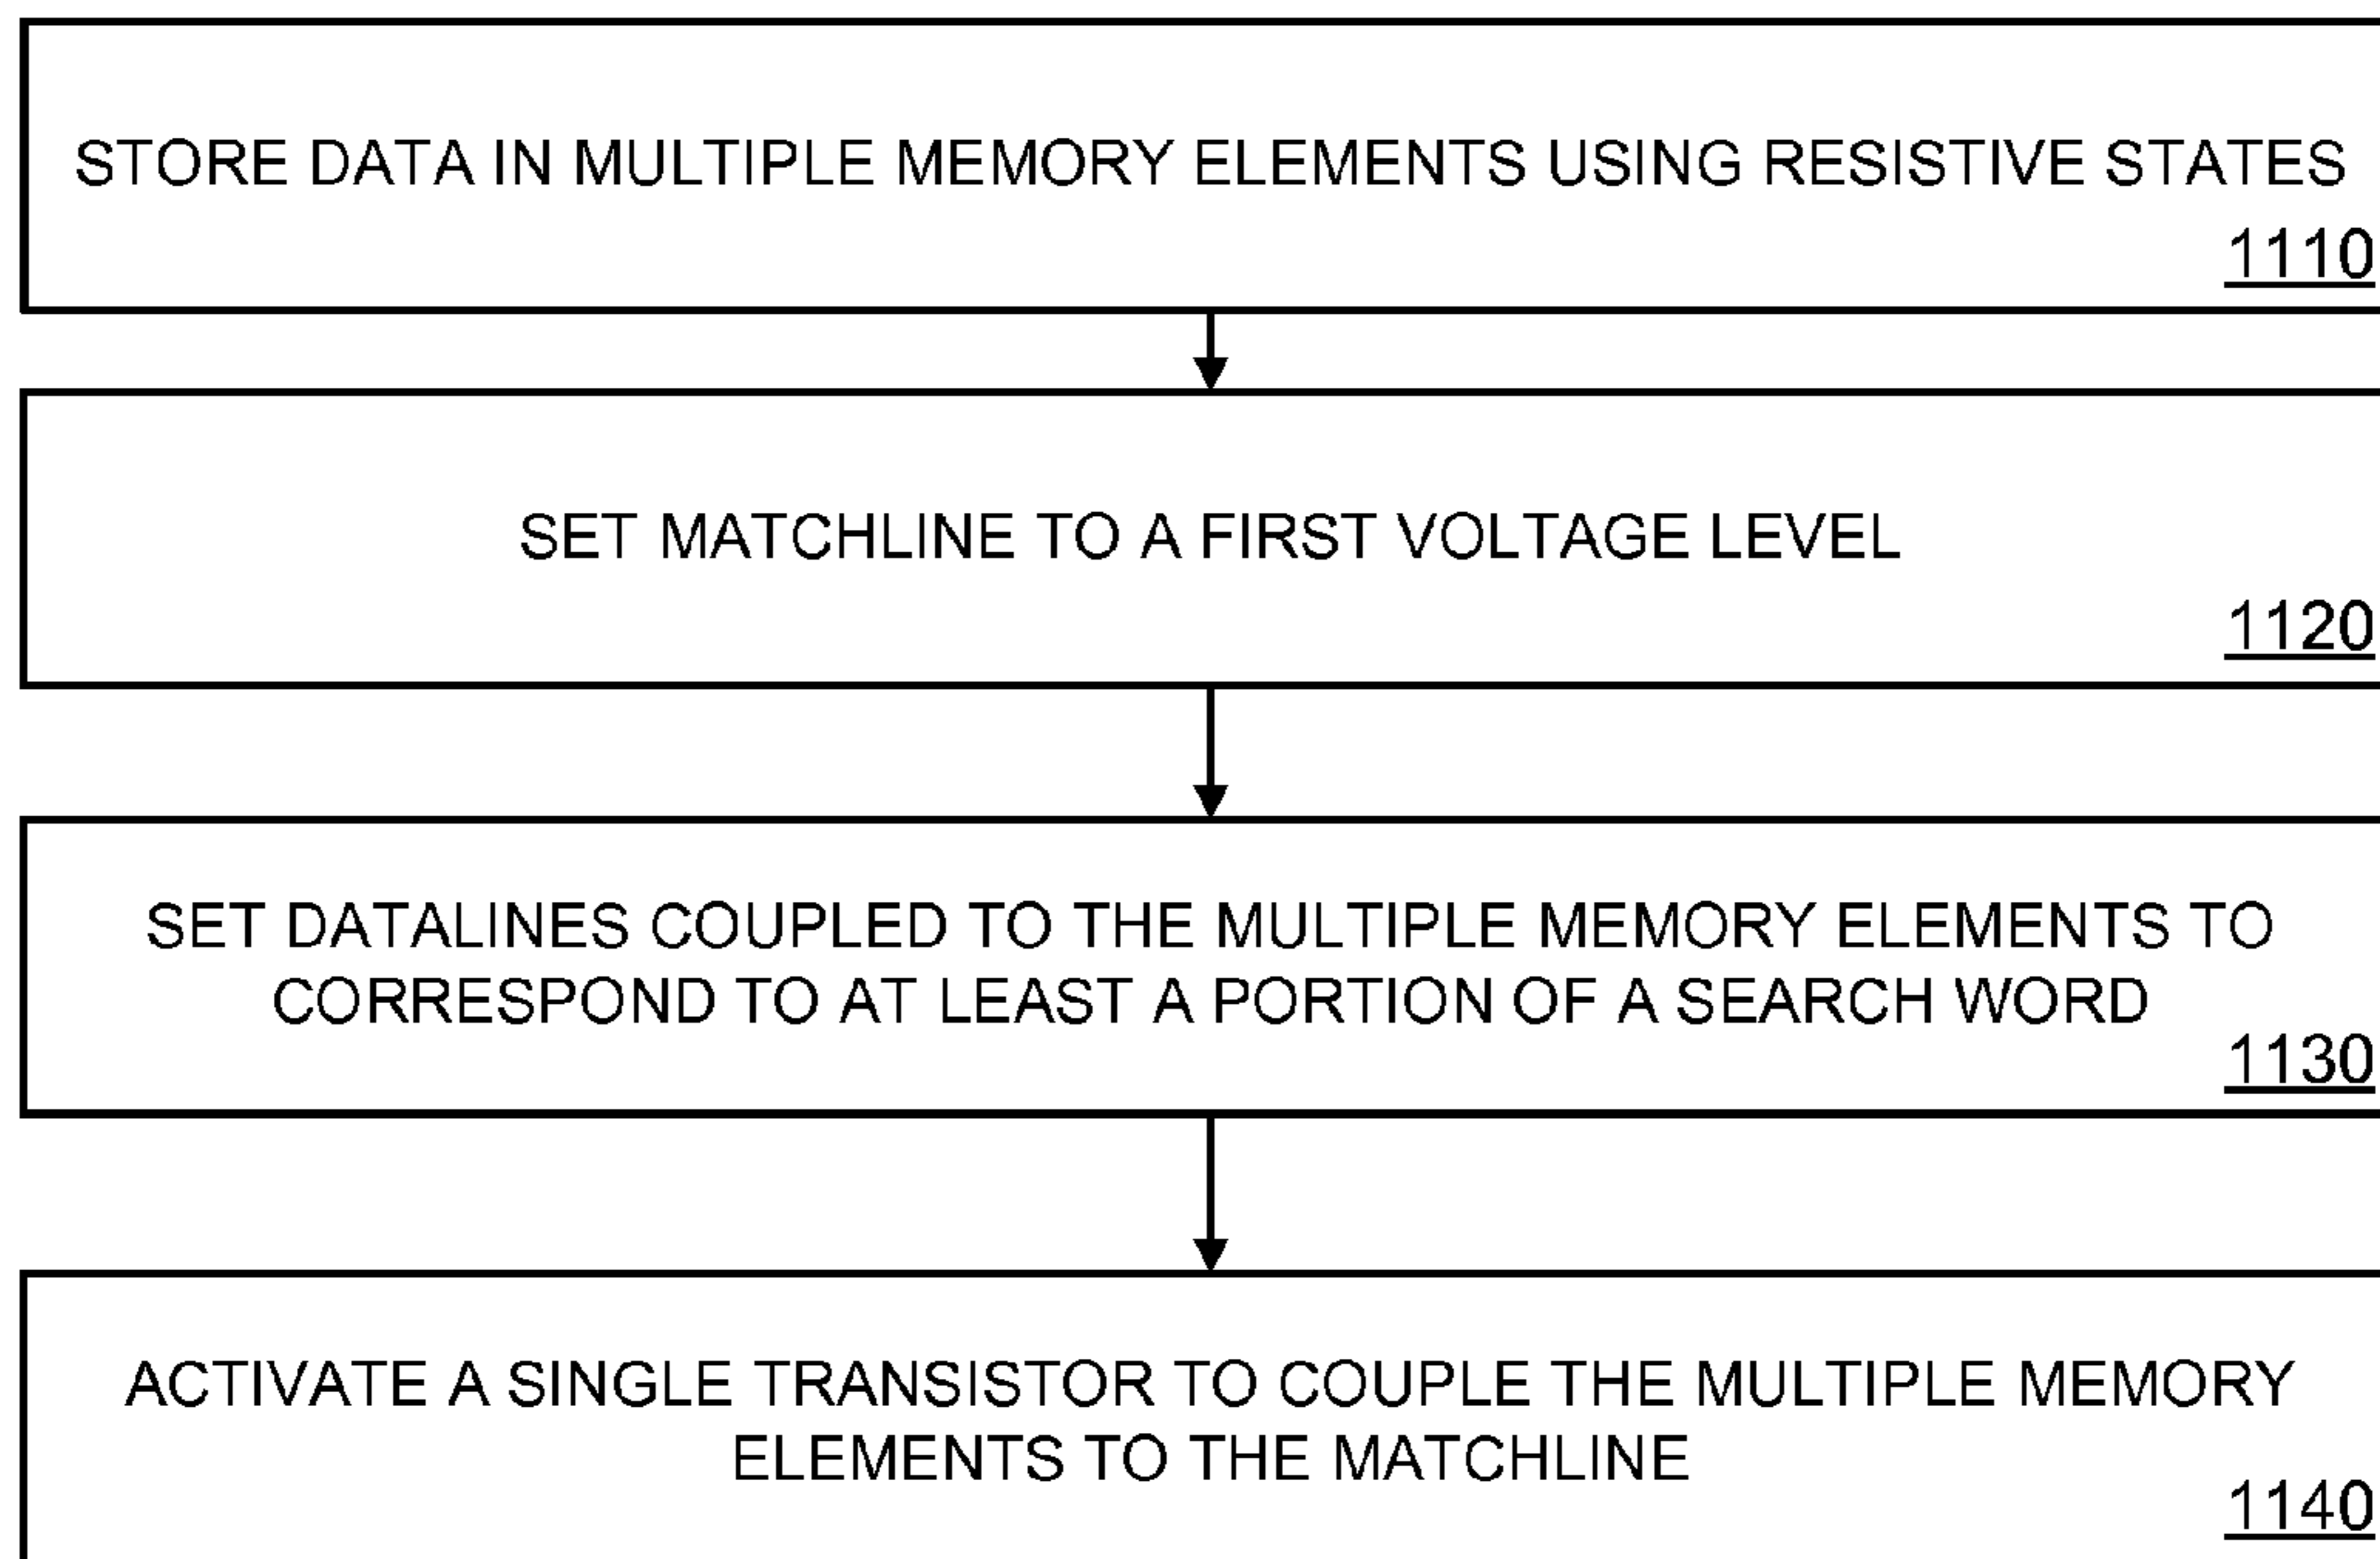 STORE DATA IN MULTIPLE MEMORY ELEMENTS USING RESISTIVE STATES
1110
SET MATCHLINE TO A FIRST VOLTAGE LEVEL
1120
SET DATALINES COUPLED TO THE MULTIPLE MEMORY ELEMENTS TO
CORRESPOND TO AT LEAST A PORTION OF A SEARCH WORD
1130
ACTIVATE A SINGLE TRANSISTOR TO COUPLE THE MULTIPLE MEMORY
ELEMENTS TO THE MATCHLINE
1140